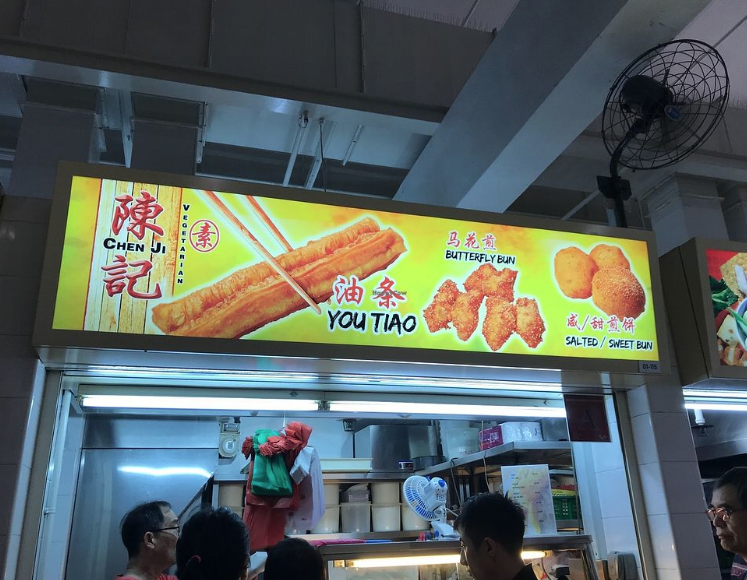 陳
CHEN JI
記
VEGETARIAN
素
油条
YOU TIAO
马花煎
BUTTERFLY BUN
咸/甜煎饼
SALTED / SWEET BUN